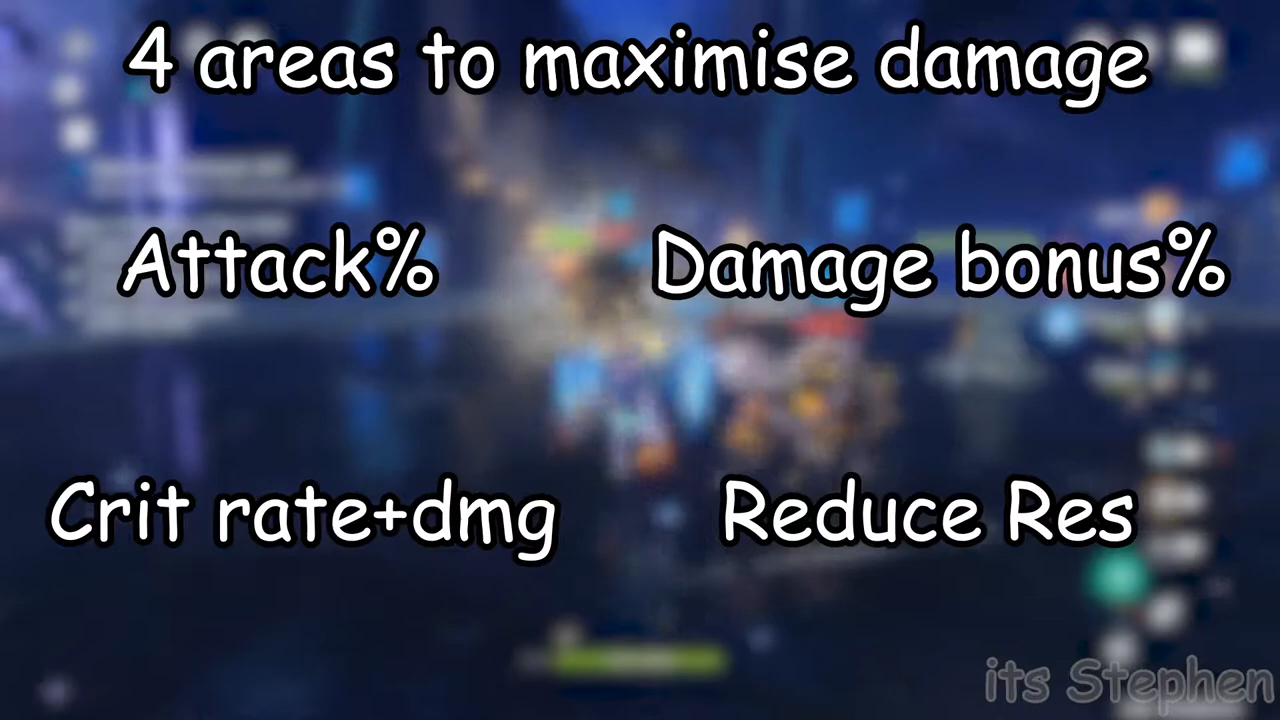 4 areas to maximise damage
Attack%
Damage bonus%
Crit rate+dmg
Reduce Res
its Stephen